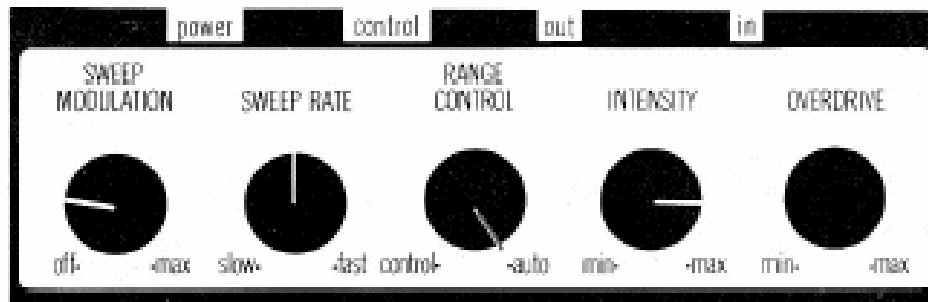 power control out in
SWEEP
MODULATION
SWEEP RATE
RANGE
CONTROL
INTENSITY
OVERDRIVE
off- -max slow- -fast control- -auto min- -max min- -max